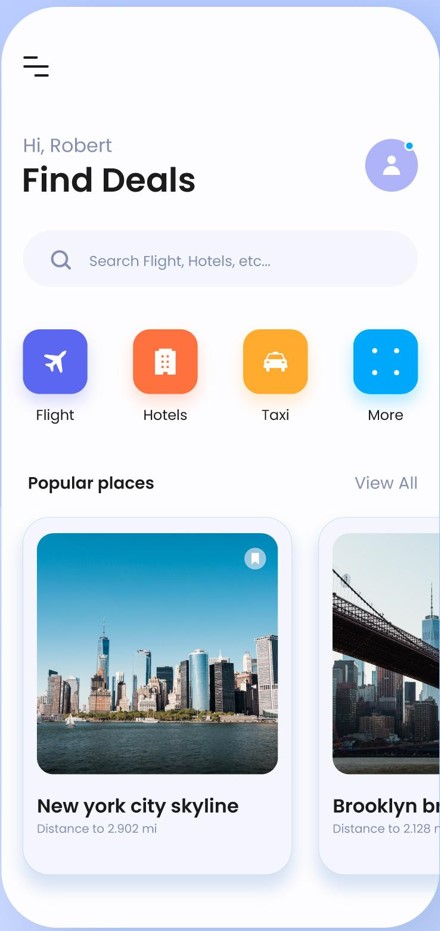 Hi, Robert
Find Deals
Search Flight, Hotels, etc...
Flight
Hotels
Taxi
More
Popular places
View All
New york city skyline
Distance to 2.902 mi
Brooklyn
Distance to 2.128